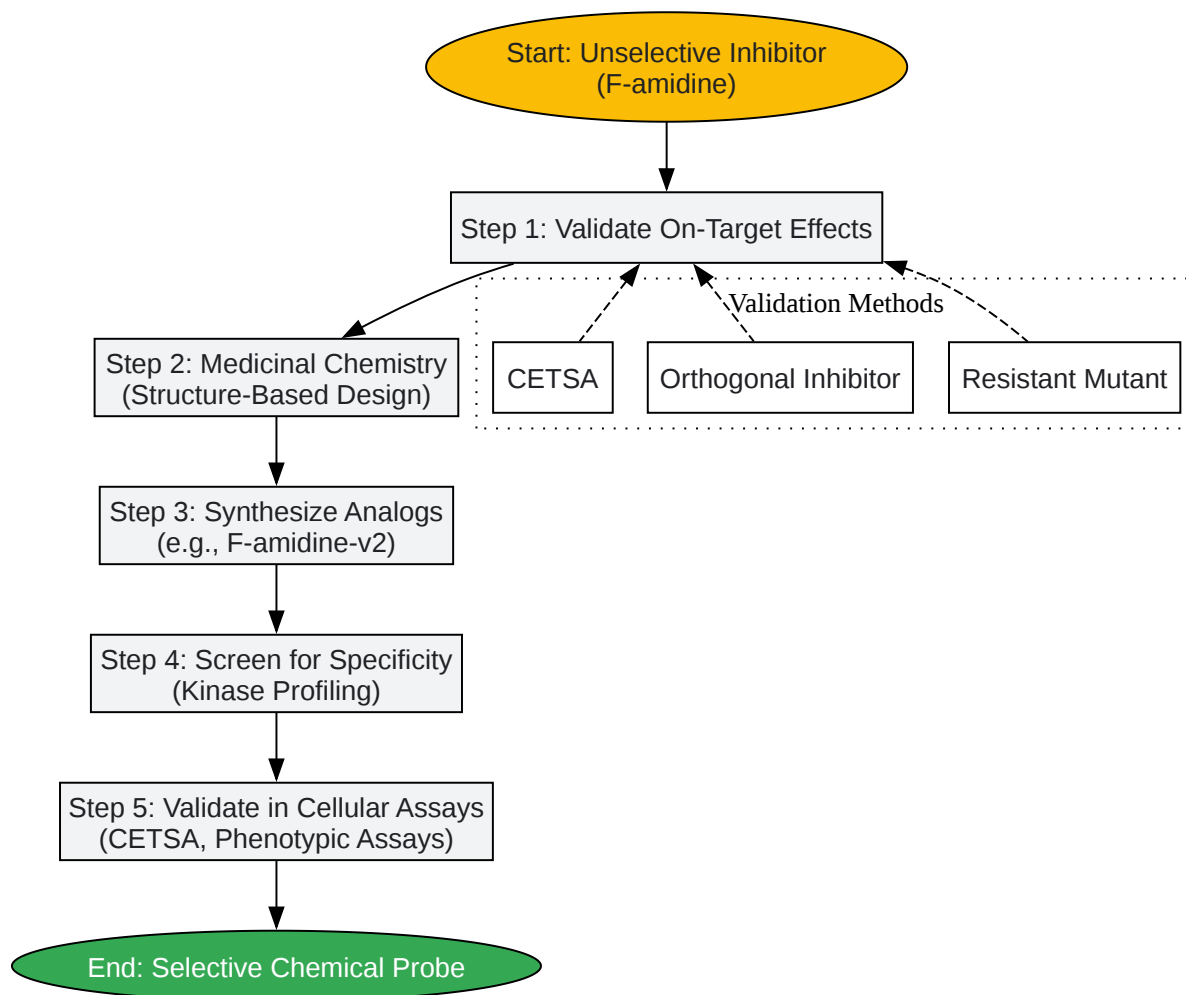 Start: Unselective Inhibitor
(F-amidine)
Step 1: Validate On-Target Effects
Validation Methods
Step 2: Medicinal Chemistry
(Structure-Based Design)
CETSA
Orthogonal Inhibitor
Resistant Mutant
Step 3: Synthesize Analogs
(e.g., F-amidine-v2)
Step 4: Screen for Specificity
(Kinase Profiling)
Step 5: Validate in Cellular Assays
(CETSA, Phenotypic Assays)
End: Selective Chemical Probe